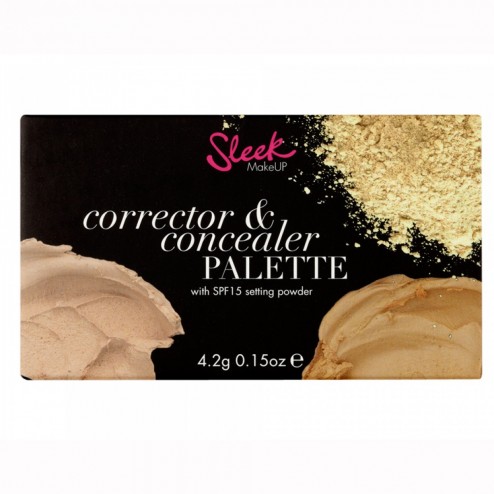 Sleek
MakeUP
corrector &
concealer
PALETTE
with SPF15 setting powder
4.2g 0.15oz ℮